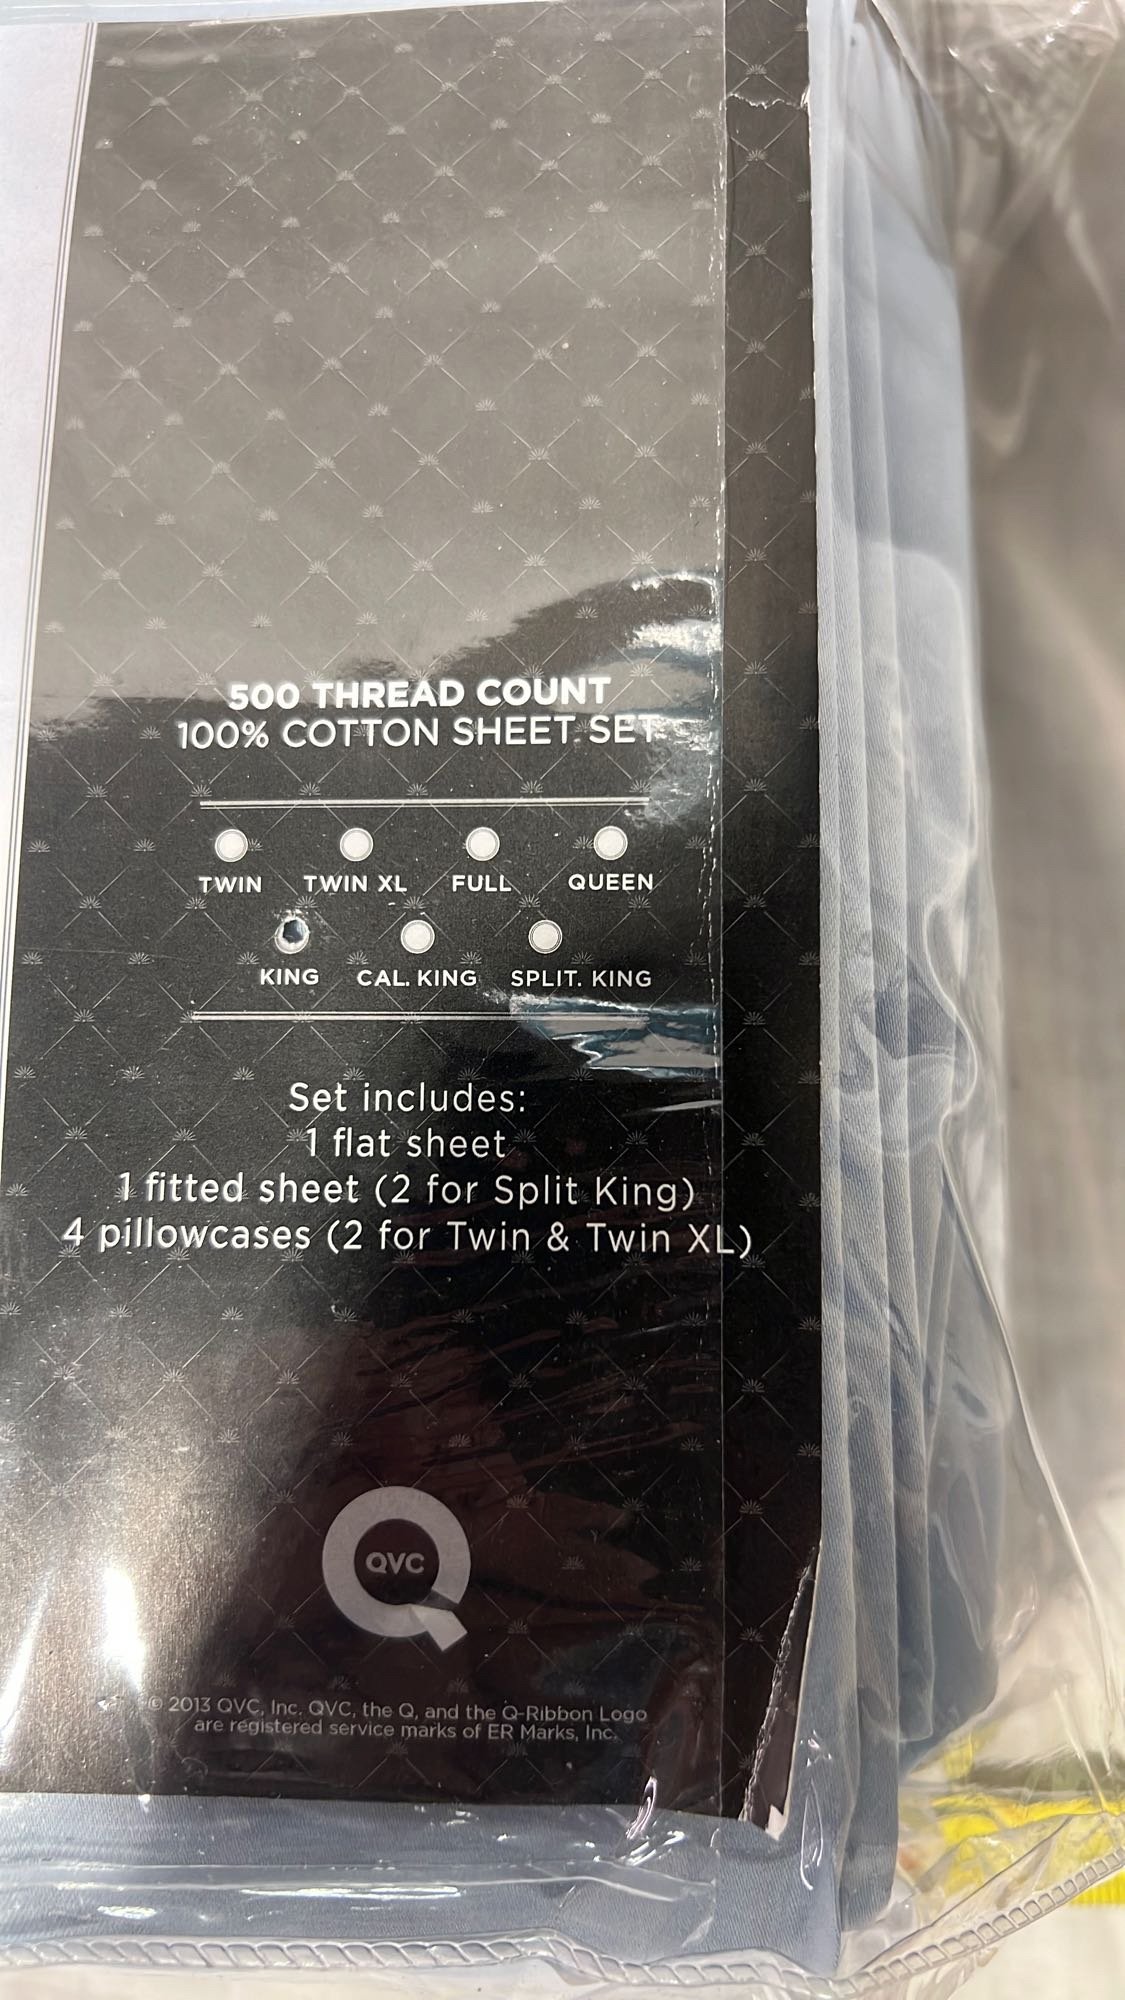 500 THREAD COUNT
100% COTTON SHEET SET
TWIN TWIN XL FULL QUEEN
KING CAL. KING SPLIT. KING
Set includes:
1 flat sheet
1 fitted sheet (2 for Split King)
4 pillowcases (2 for Twin & Twin XL)
QVC
© 2013 QVC, Inc. QVC, the Q, and the Q-Ribbon Logo
are registered service marks of ER Marks, Inc.